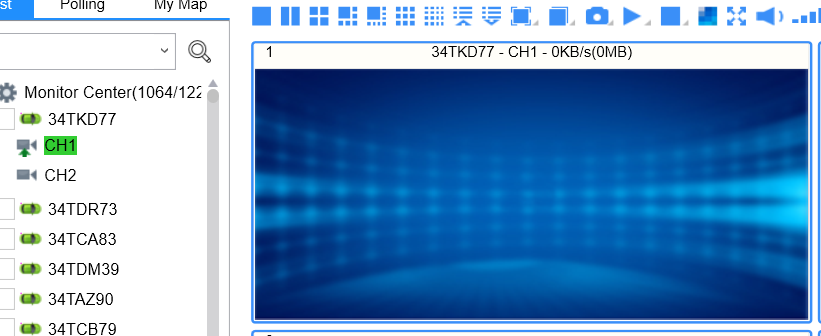 st Polling My Map
1 34TKD77 - CH1 - 0KB/s(0MB)
Monitor Center(1064/122
34TKD77
CH1
CH2
34TDR73
34TCA83
34TDM39
34TAZ90
34TCB79